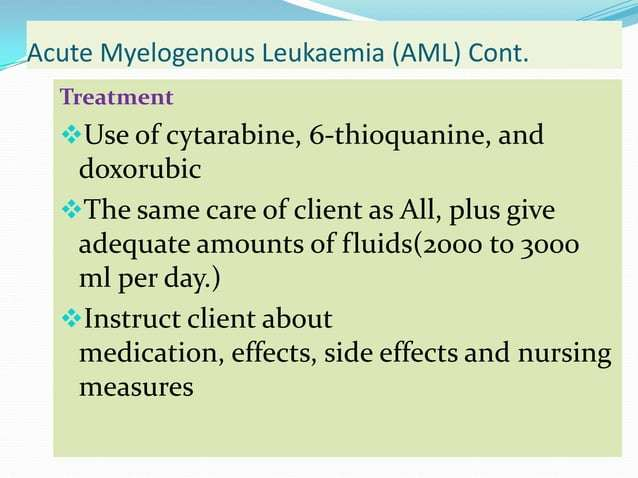 Acute Myelogenous Leukaemia (AML) Cont.
Treatment
Use of cytarabine, 6-thioquanine, and
doxorubic
The same care of client as All, plus give
adequate amounts of fluids(2000 to 3000
ml per day.)
Instruct client about
medication, effects, side effects and nursing
measures